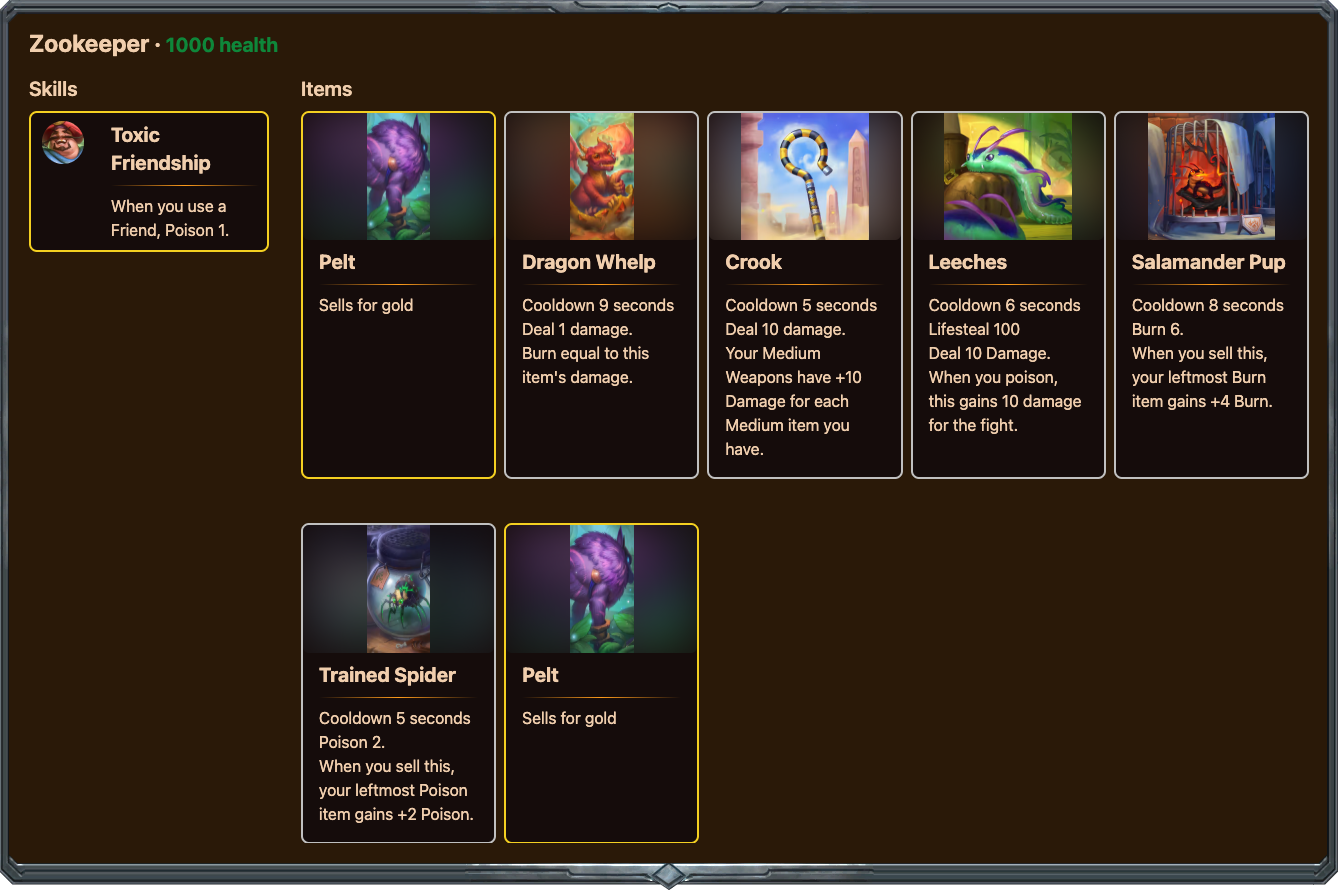 Zookeeper · 1000 health
Skills
Toxic
Friendship
When you use a
Friend, Poison 1.
Items
Pelt
Sells for gold
Dragon Whelp
Cooldown 9 seconds
Deal 1 damage.
Burn equal to this
item's damage.
Crook
Cooldown 5 seconds
Deal 10 damage.
Your Medium
Weapons have +10
Damage for each
Medium item you
have.
Leeches
Cooldown 6 seconds
Lifesteal 100
Deal 10 Damage.
When you poison,
this gains 10 damage
for the fight.
Salamander Pup
Cooldown 8 seconds
Burn 6.
When you sell this,
your leftmost Burn
item gains +4 Burn.
Trained Spider
Cooldown 5 seconds
Poison 2.
When you sell this,
your leftmost Poison
item gains +2 Poison.
Pelt
Sells for gold